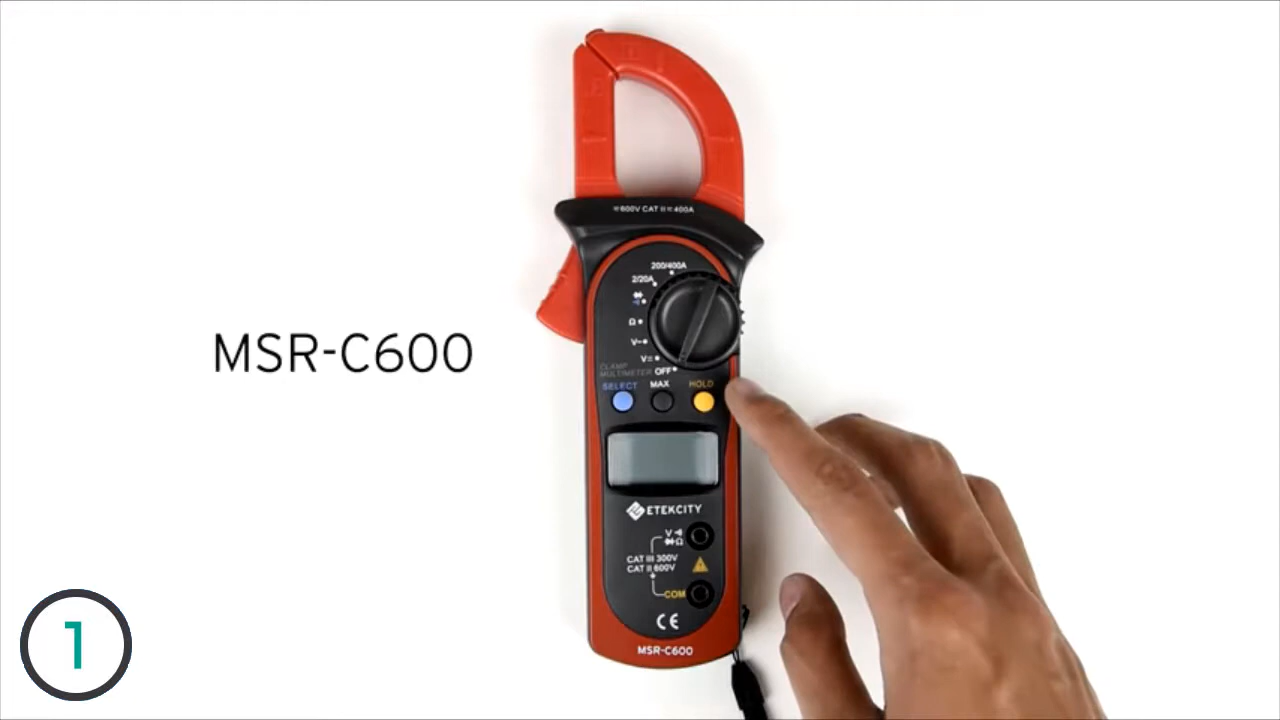 MSR-C600
600V CAT II 400A
200/400A
2/20A
Ω
V~
V=
OFF
CLAMP
MULTIMETER
SELECT
MAX
HOLD
ETEKCITY
V
Ω
CAT III 300V
CAT II 600V
COM
CE
MSR-C600
1